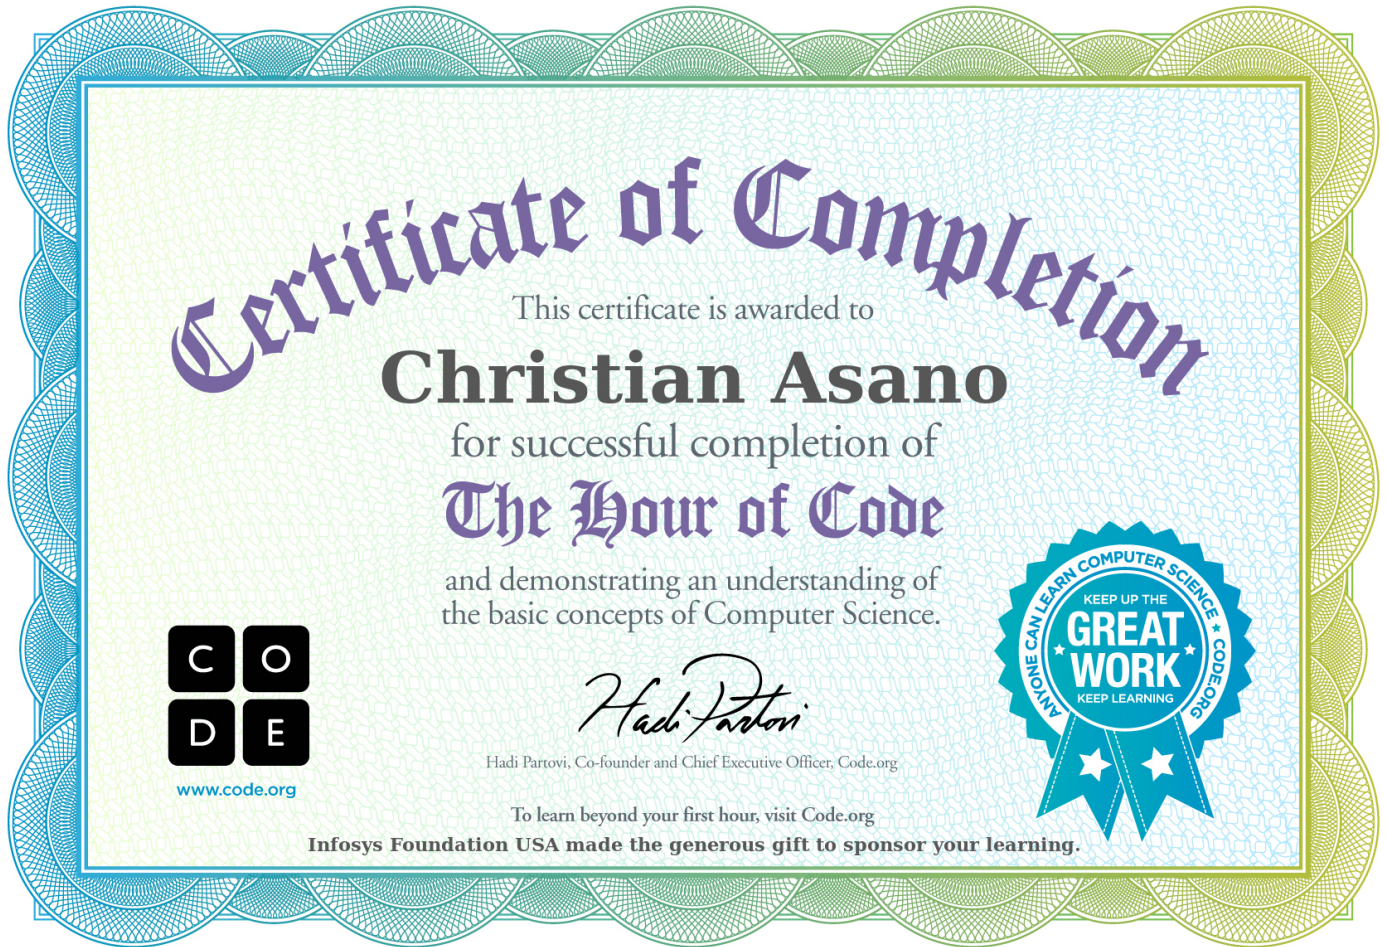 Certificate of Completion
This certificate is awarded to
Christian Asano
for successful completion of
The Hour of Code
and demonstrating an understanding of
the basic concepts of Computer Science.
C O
D E
www.code.org
Hadi Partovi
Hadi Partovi, Co-founder and Chief Executive Officer, Code.org
ANYONE CAN LEARN COMPUTER SCIENCE ★ CODE.ORG
KEEP UP THE
GREAT
WORK
KEEP LEARNING
To learn beyond your first hour, visit Code.org
Infosys Foundation USA made the generous gift to sponsor your learning.